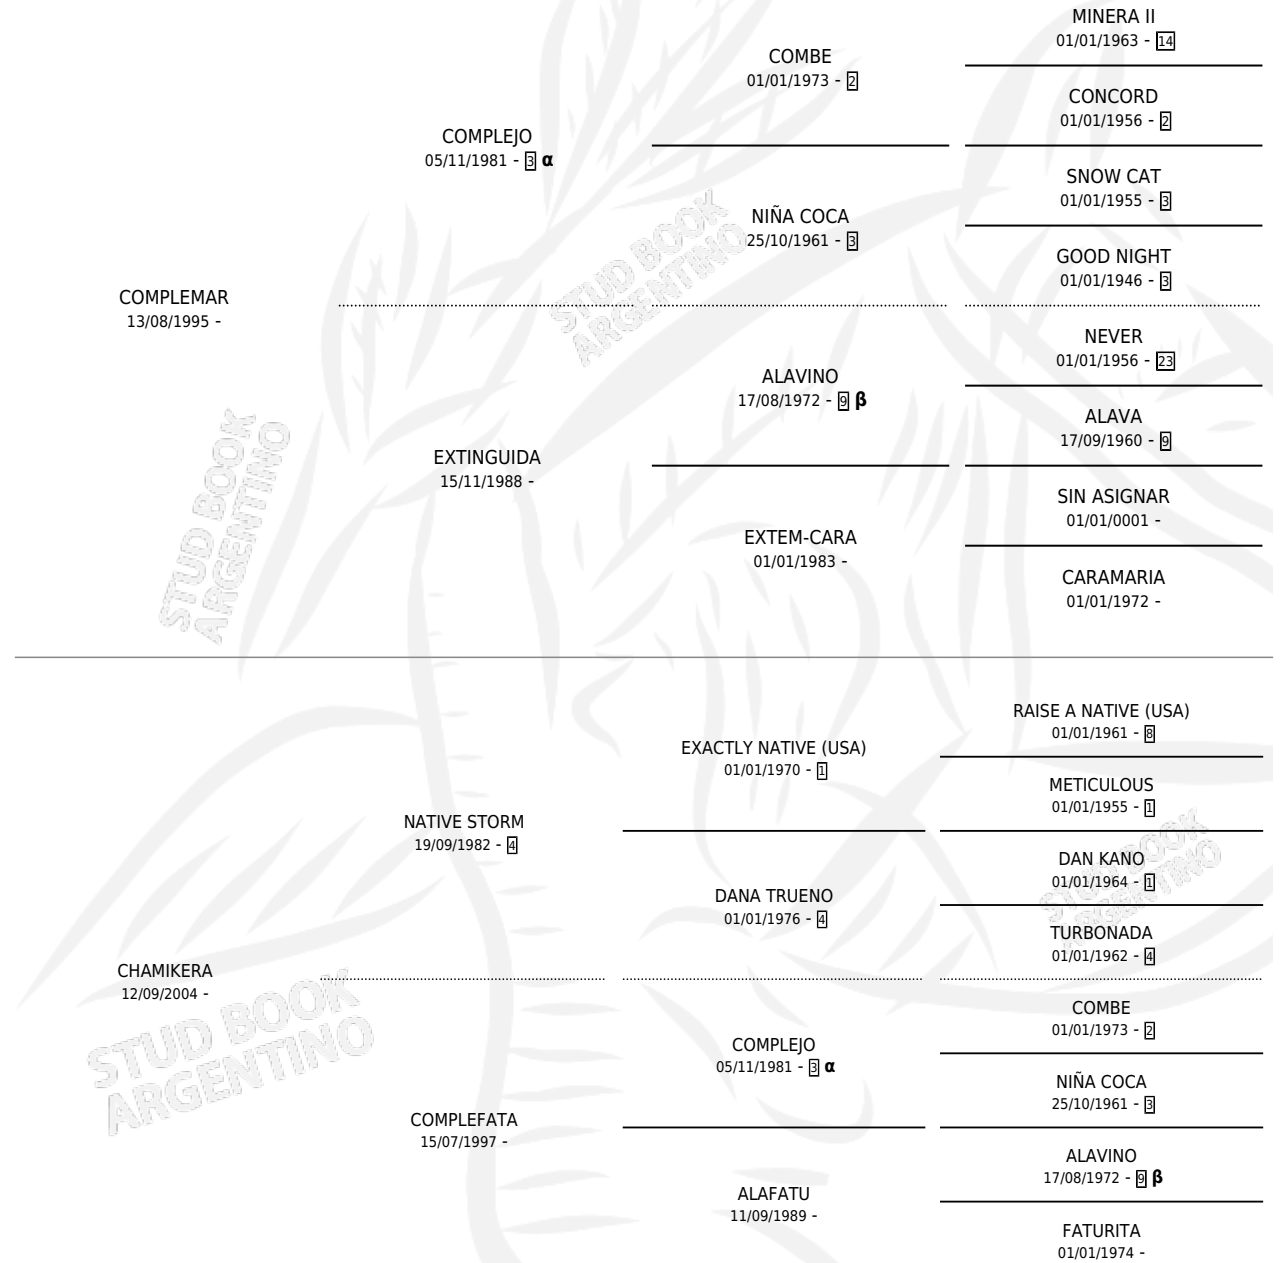 MINERA II
01/01/1963 - 14
COMBE
01/01/1973 - 2
CONCORD
01/01/1956 - 2
COMPLEJO
05/11/1981 - 3 α
SNOW CAT
01/01/1955 - 3
NIÑA COCA
25/10/1961 - 3
GOOD NIGHT
01/01/1946 - 3
COMPLEMAR
13/08/1995 -
NEVER
01/01/1956 - 23
ALAVINO
17/08/1972 - 9 β
ALAVA
17/09/1960 - 9
EXTINGUIDA
15/11/1988 -
SIN ASIGNAR
01/01/0001 -
EXTEM-CARA
01/01/1983 -
CARAMARIA
01/01/1972 -
STUD BOOK
ARGENTINO
STUD BOOK
ARGENTINO
RAISE A NATIVE (USA)
01/01/1961 - 8
EXACTLY NATIVE (USA)
01/01/1970 - 1
METICULOUS
01/01/1955 - 1
NATIVE STORM
19/09/1982 - 4
DAN KANO
01/01/1964 - 1
DANA TRUENO
01/01/1976 - 4
TURBONADA
01/01/1962 - 4
CHAMIKERA
12/09/2004 -
COMBE
01/01/1973 - 2
COMPLEJO
05/11/1981 - 3 α
NIÑA COCA
25/10/1961 - 3
COMPLEFATA
15/07/1997 -
ALAVINO
17/08/1972 - 9 β
ALAFATU
11/09/1989 -
FATURITA
01/01/1974 -
STUD BOOK
ARGENTINO
STUD BOOK
ARGENTINO